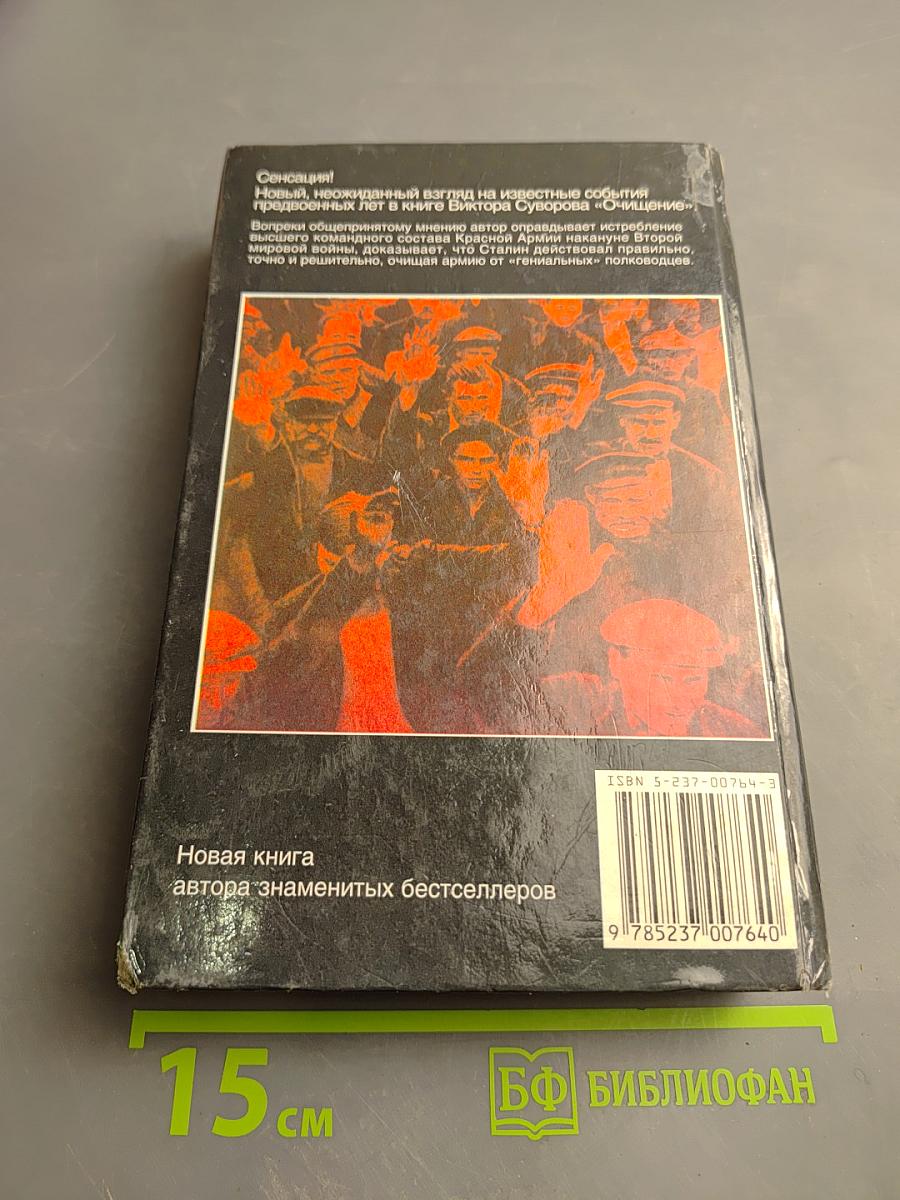 Сенсация!
Новый, неожиданный взгляд на известные события
предвоенных лет в книге Виктора Суворова «Очищение»
Вопреки общепринятому мнению автор оправдывает истребление
высшего командного состава Красной Армии накануне Второй
мировой войны, доказывает, что Сталин действовал правильно,
точно и решительно, очищая армию от «гениальных» полководцев.
ISBN 5-237-00764-3
9 785237 007640
Новая книга
автора знаменитых бестселлеров
15 см
БФ БИБЛИОФАН